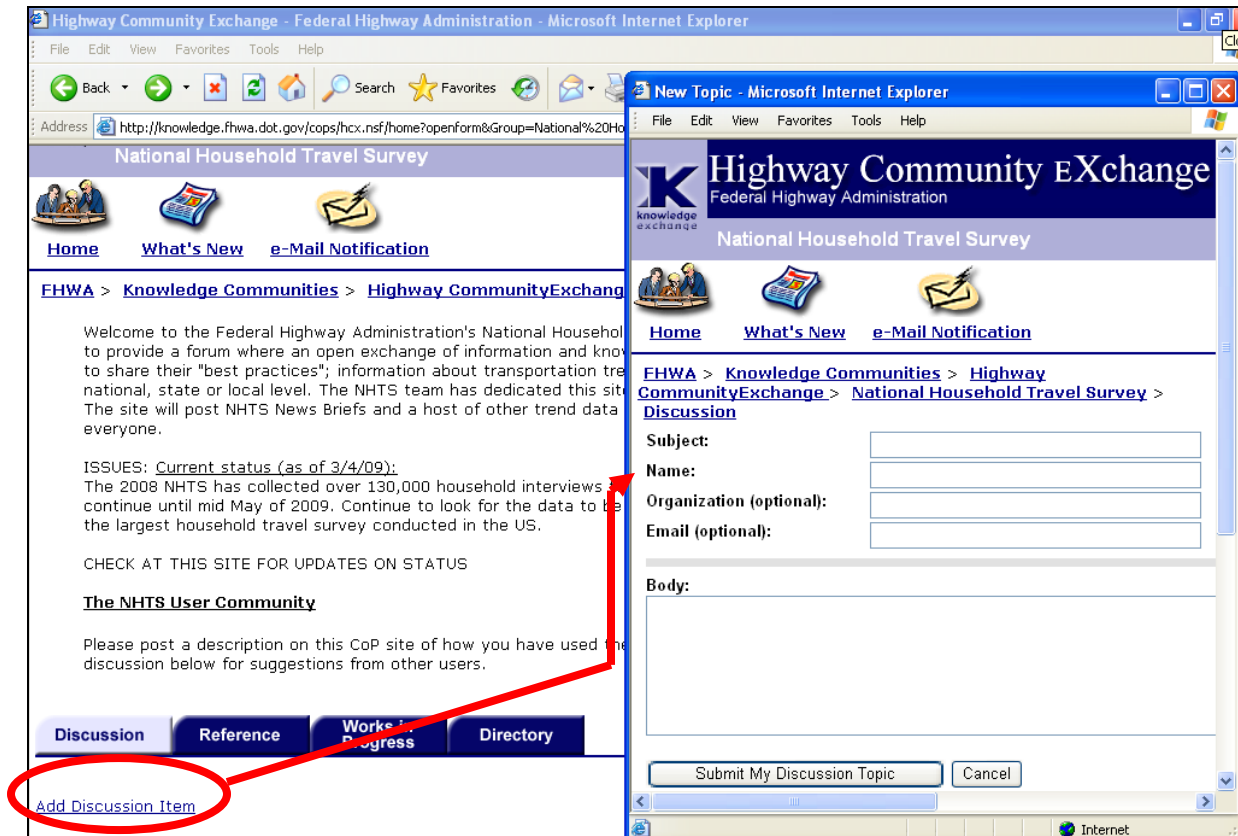 Highway Community Exchange - Federal Highway Administration - Microsoft Internet Explorer
File Edit View Favorites Tools Help
Back Search Favorites
Address http://knowledge.fhwa.dot.gov/cops/hcx.nsf/home?openform&Group=National%20Ho
National Household Travel Survey
Home What's New e-Mail Notification
FHWA > Knowledge Communities > Highway CommunityExchang
Welcome to the Federal Highway Administration's National Househol
to provide a forum where an open exchange of information and kno
to share their "best practices"; information about transportation tre
national, state or local level. The NHTS team has dedicated this sit
The site will post NHTS News Briefs and a host of other trend data
everyone.
ISSUES: Current status (as of 3/4/09):
The 2008 NHTS has collected over 130,000 household interviews
continue until mid May of 2009. Continue to look for the data to be
the largest household travel survey conducted in the US.
CHECK AT THIS SITE FOR UPDATES ON STATUS
The NHTS User Community
Please post a description on this CoP site of how you have used the
discussion below for suggestions from other users.
Discussion Reference Works in Progress Directory
Add Discussion Item
New Topic - Microsoft Internet Explorer
File Edit View Favorites Tools Help
Highway Community EXchange
Federal Highway Administration
knowledge
exchange
National Household Travel Survey
Home What's New e-Mail Notification
FHWA > Knowledge Communities > Highway
CommunityExchange > National Household Travel Survey >
Discussion
Subject:
Name:
Organization (optional):
Email (optional):
Body:
Submit My Discussion Topic Cancel
Internet